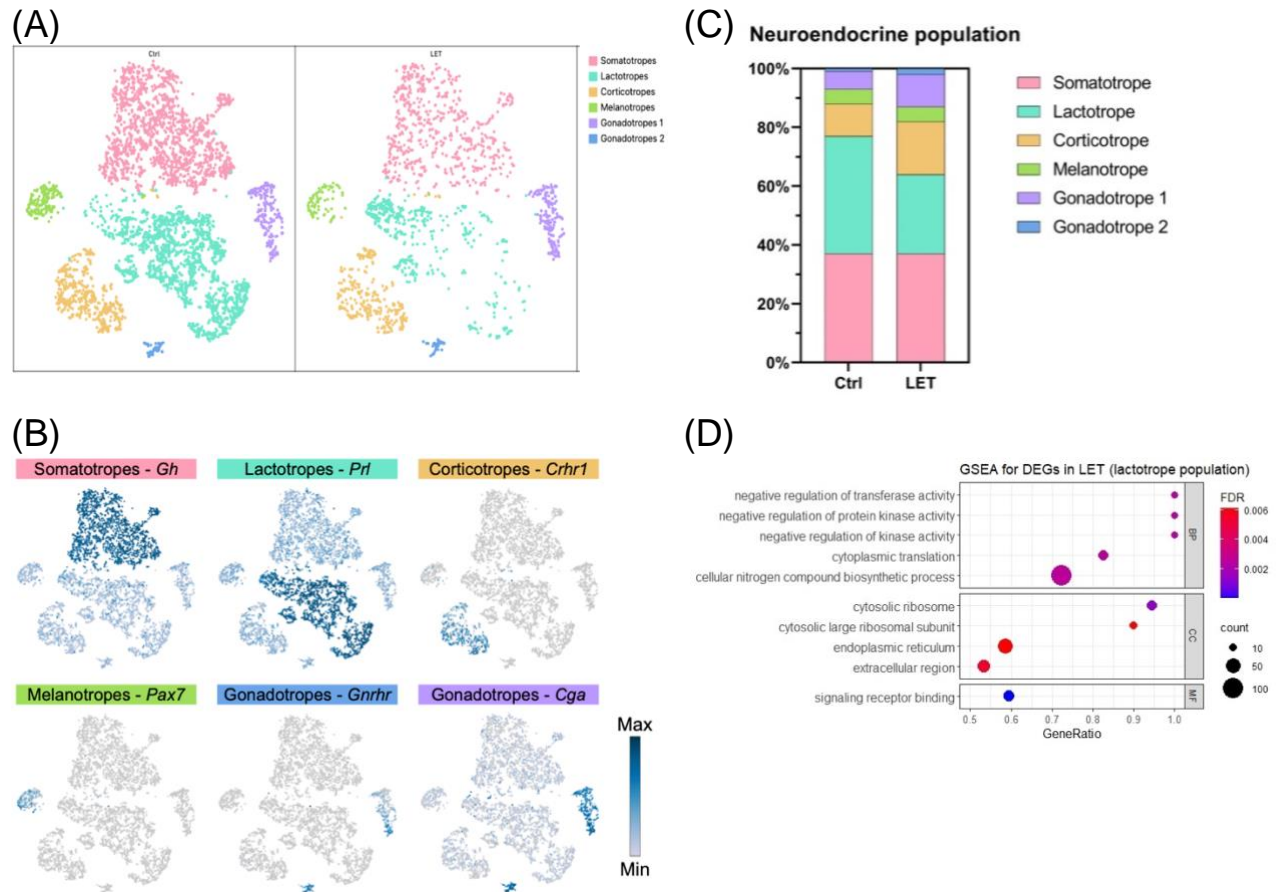 (A)
Ctrl
LET
Somatotropes
Lactotropes
Corticotropes
Melanotropes
Gonadotropes 1
Gonadotropes 2
(C)
Neuroendocrine population
100%
80%
60%
40%
20%
0%
Ctrl
LET
Somatotrope
Lactotrope
Corticotrope
Melanotrope
Gonadotrope 1
Gonadotrope 2
(B)
Somatotropes - Gh
Lactotropes - Prl
Corticotropes - Crhr1
Melanotropes - Pax7
Gonadotropes - Gnrhr
Gonadotropes - Cga
Max
Min
(D)
GSEA for DEGs in LET (lactotrope population)
negative regulation of transferase activity
negative regulation of protein kinase activity
negative regulation of kinase activity
cytoplasmic translation
cellular nitrogen compound biosynthetic process
BP
cytosolic ribosome
cytosolic large ribosomal subunit
endoplasmic reticulum
extracellular region
CC
signaling receptor binding
MF
0.5 0.6 0.7 0.8 0.9 1.0
GeneRatio
FDR
0.006
0.004
0.002
count
10
50
100